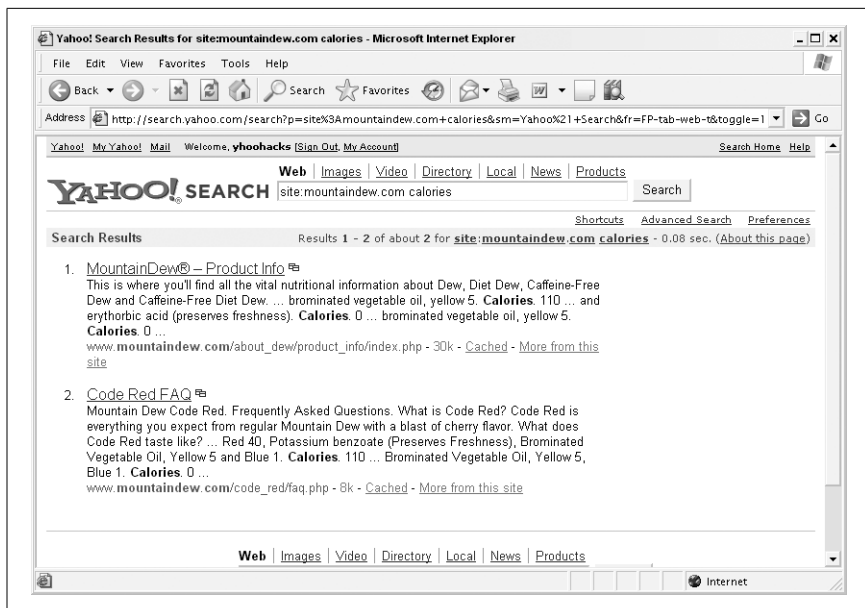 Yahoo! Search Results for site:mountaindew.com calories - Microsoft Internet Explorer
File Edit View Favorites Tools Help
Back Search Favorites
Address http://search.yahoo.com/search?p=site%3Amountaindew.com+calories&sm=Yahoo%21+Search&fr=FP-tab-web-t&toggle=1 Go
Yahoo! My Yahoo! Mail Welcome, yhoohacks [Sign Out, My Account] Search Home Help
Web | Images | Video | Directory | Local | News | Products
YAHOO! SEARCH site:mountaindew.com calories Search
Shortcuts Advanced Search Preferences
Search Results Results 1 - 2 of about 2 for site:mountaindew.com calories - 0.08 sec. (About this page)
1. MountainDew® – Product Info
This is where you'll find all the vital nutritional information about Dew, Diet Dew, Caffeine-Free
Dew and Caffeine-Free Diet Dew. ... brominated vegetable oil, yellow 5. Calories. 110 ... and
erythorbic acid (preserves freshness). Calories. 0 ... brominated vegetable oil, yellow 5.
Calories. 0 ...
www.mountaindew.com/about_dew/product_info/index.php - 30k - Cached - More from this
site
2. Code Red FAQ
Mountain Dew Code Red. Frequently Asked Questions. What is Code Red? Code Red is
everything you expect from regular Mountain Dew with a blast of cherry flavor. What does
Code Red taste like? ... Red 40, Potassium benzoate (Preserves Freshness), Brominated
Vegetable Oil, Yellow 5 and Blue 1. Calories. 110 ... Brominated Vegetable Oil, Yellow 5,
Blue 1. Calories. 0 ...
www.mountaindew.com/code_red/faq.php - 8k - Cached - More from this site
Web | Images | Video | Directory | Local | News | Products
Internet